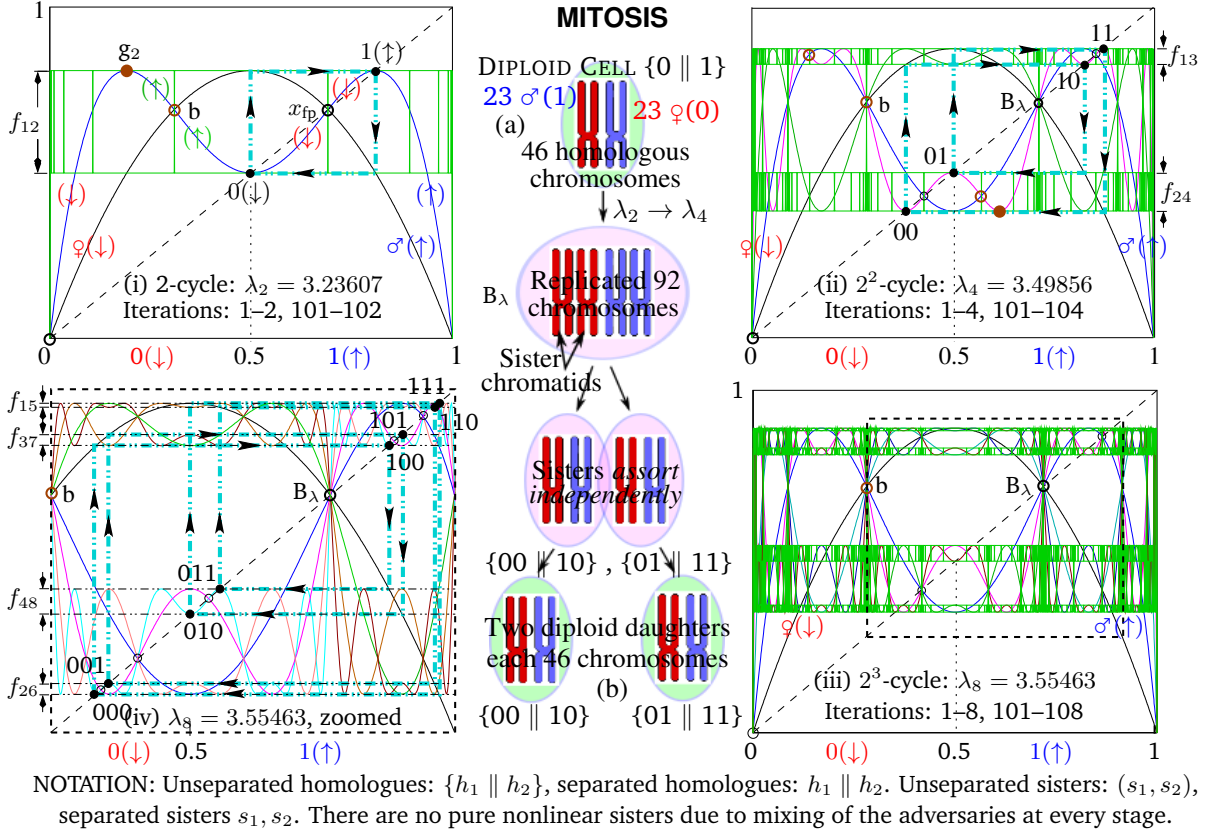 MITOSIS
1
g₂
1(↑)
(↑)
(↓)
b
x_fp
f₁₂
(↑)
(↓)
0(↓)
(↓)
(↑)
♀(↓)
♂(↑)
(i) 2-cycle: λ₂ = 3.23607
Iterations: 1–2, 101–102
0
0(↓)
0.5
1(↑)
1
DIPLOID CELL {0 ∥ 1}
23 ♂(1)
23 ♀(0)
(a)
46 homologous
chromosomes
λ₂ → λ₄
B_λ
Replicated 92
chromosomes
Sister
chromatids
Sisters assort
independently
{00 ∥ 10} , {01 ∥ 11}
Two diploid daughters
each 46 chromosomes
(b)
{00 ∥ 10}
{01 ∥ 11}
1
11
f₁₃
10
b
B_λ
01
f₂₄
00
♀(↓)
♂(↑)
(ii) 2²-cycle: λ₄ = 3.49856
Iterations: 1–4, 101–104
0
0(↓)
0.5
1(↑)
1
111
f₁₅
101
110
f₃₇
100
b
B_λ
011
f₄₈
010
001
f₂₆
000
(iv) λ₈ = 3.55463, zoomed
0(↓)
0.5
1(↑)
1
b
B_λ
♀(↓)
♂(↑)
(iii) 2³-cycle: λ₈ = 3.55463
Iterations: 1–8, 101–108
0
0(↓)
0.5
1(↑)
1
NOTATION: Unseparated homologues: {h₁ ∥ h₂}, separated homologues: h₁ ∥ h₂. Unseparated sisters: (s₁, s₂),
separated sisters s₁, s₂. There are no pure nonlinear sisters due to mixing of the adversaries at every stage.